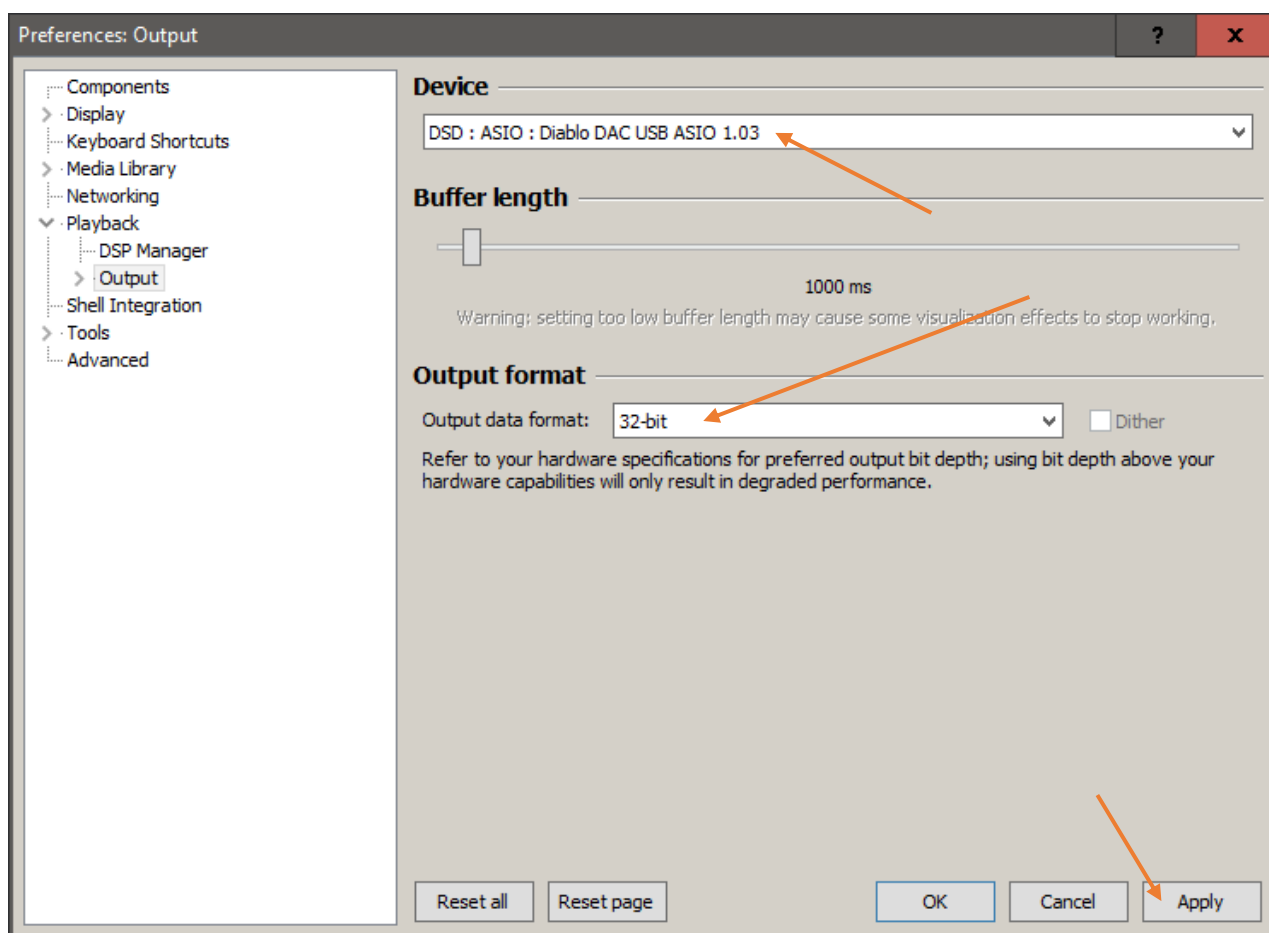 Preferences: Output
?
x
Components
Display
Keyboard Shortcuts
Media Library
Networking
Playback
DSP Manager
Output
Shell Integration
Tools
Advanced
Device
DSD : ASIO : Diablo DAC USB ASIO 1.03
Buffer length
1000 ms
Warning: setting too low buffer length may cause some visualization effects to stop working.
Output format
Output data format: 32-bit Dither
Refer to your hardware specifications for preferred output bit depth; using bit depth above your
hardware capabilities will only result in degraded performance.
Reset all Reset page OK Cancel Apply